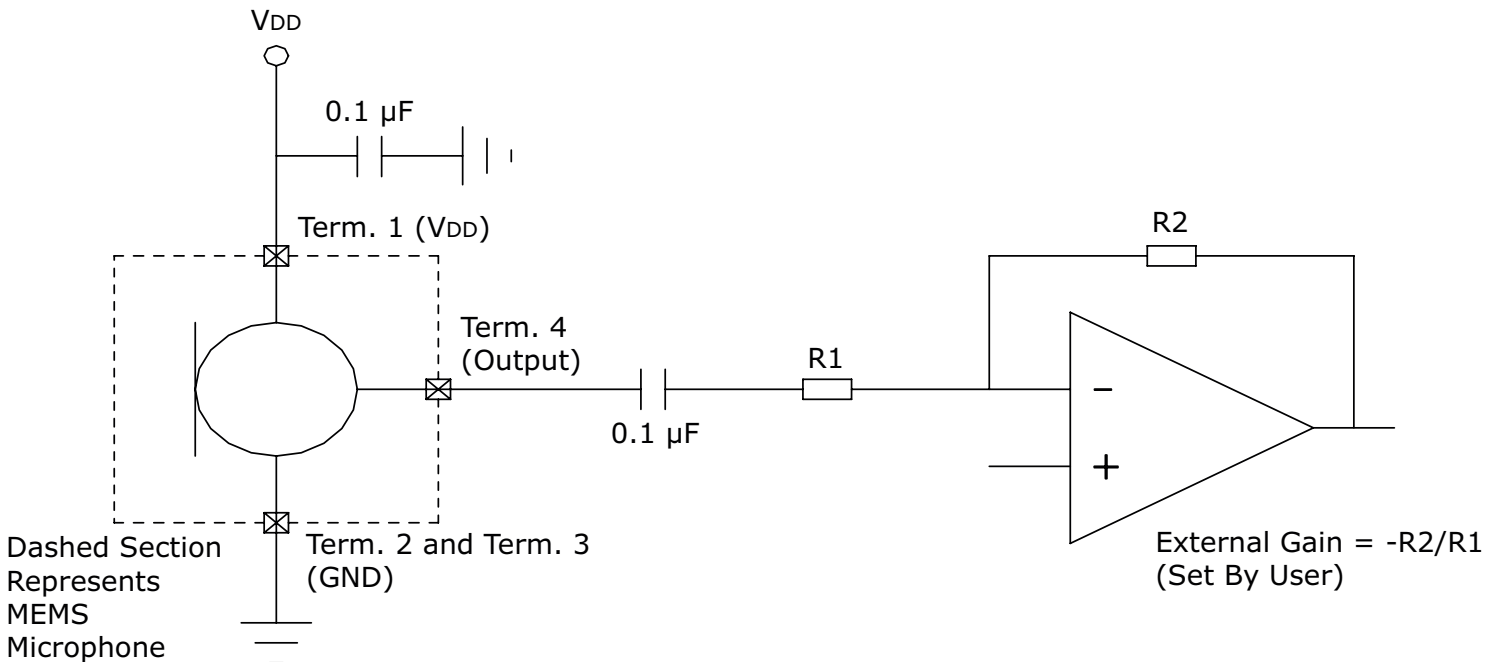 VDD
0.1 µF
Term. 1 (VDD)
R2
Term. 4
(Output)
R1
0.1 µF
−
+
Term. 2 and Term. 3
(GND)
Dashed Section
Represents
MEMS
Microphone
External Gain = -R2/R1
(Set By User)